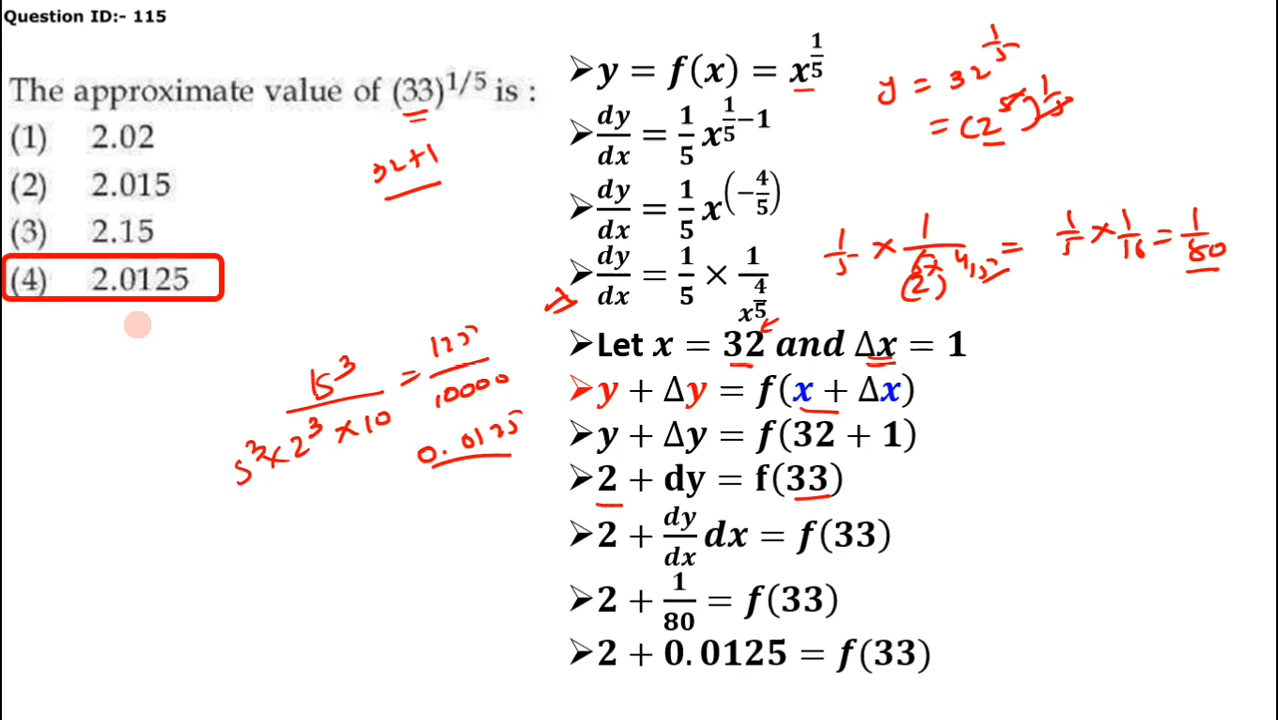 Question ID:- 115
The approximate value of (33)^{1/5} is :
(1) 2.02
(2) 2.015
(3) 2.15
(4) 2.0125
32+1
5^3 / 5^3×2^3×10 = 125 / 10000
0.0125
➢y = f(x) = x^{1/5}
➢dy/dx = 1/5 x^{1/5 − 1}
➢dy/dx = 1/5 x^{(−4/5)}
➢dy/dx = 1/5 × 1/x^{4/5}
➢Let x = 32 and Δx = 1
➢y + Δy = f(x + Δx)
➢y + Δy = f(32 + 1)
➢2 + dy = f(33)
➢2 + dy/dx dx = f(33)
➢2 + 1/80 = f(33)
➢2 + 0.0125 = f(33)
y = 32^{1/5}
= (2^5)^{1/5}
1/5 × 1/(2)^{5×4/5} = 1/5 × 1/16 = 1/80